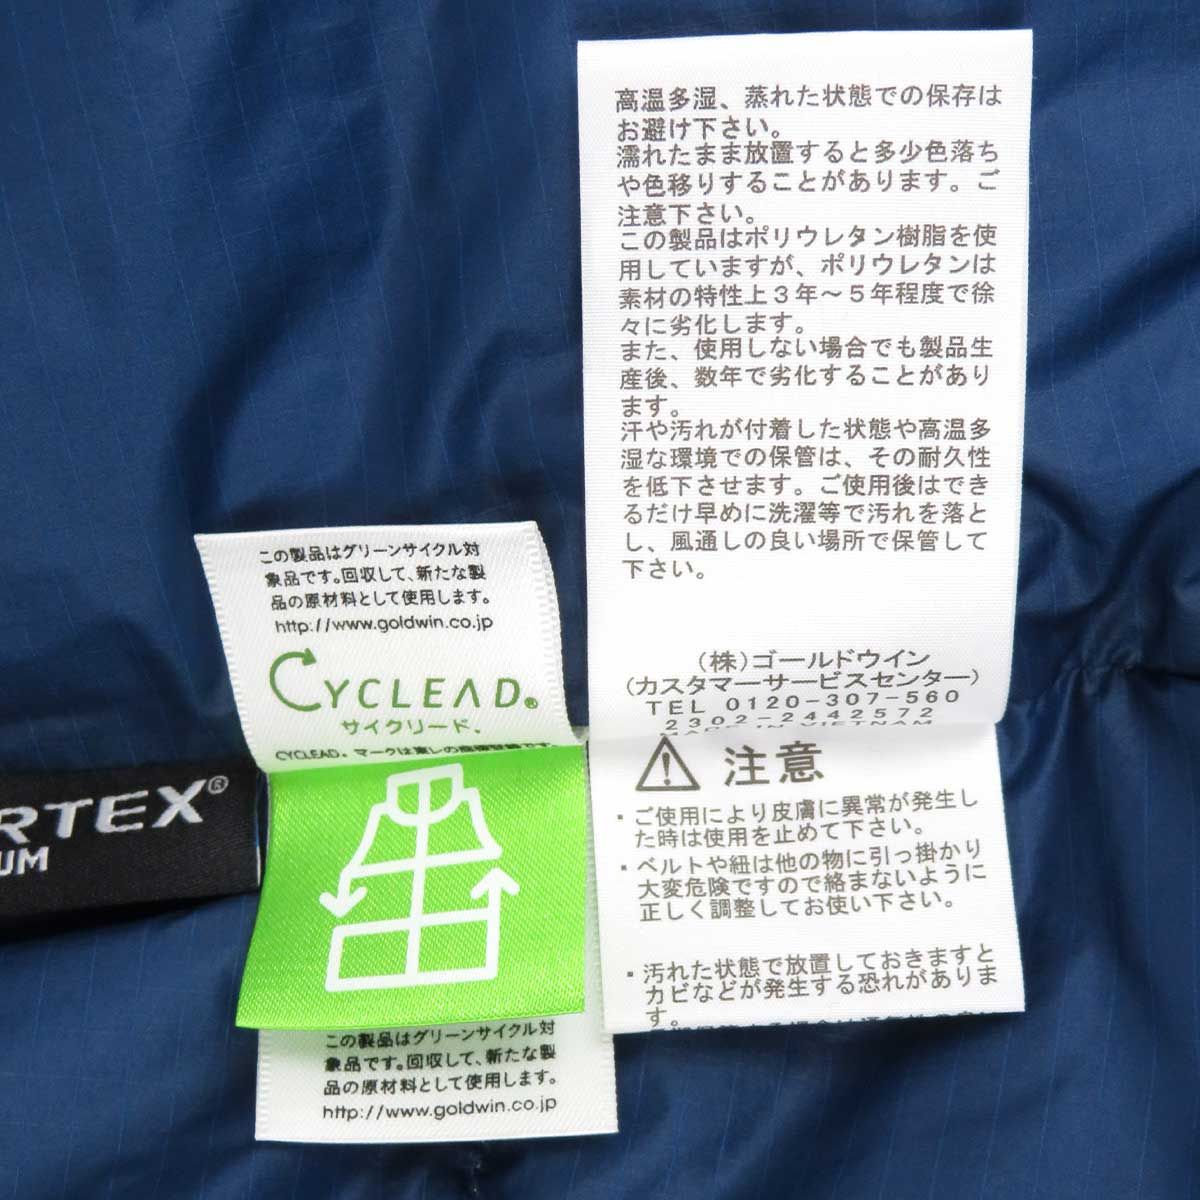 高温多湿、蒸れた状態での保存は
お避け下さい。
濡れたまま放置すると多少色落ち
や色移りすることがあります。ご
注意下さい。
この製品はポリウレタン樹脂を使
用していますが、ポリウレタンは
素材の特性上３年～５年程度で徐
々に劣化します。
また、使用しない場合でも製品生
産後、数年で劣化することがあり
ます。
汗や汚れが付着した状態や高温多
湿な環境での保管は、その耐久性
を低下させます。ご使用後はでき
るだけ早めに洗濯等で汚れを落と
し、風通しの良い場所で保管して
下さい。
（株）ゴールドウイン
（カスタマーサービスセンター）
TEL 0120-307-560
2302-2442572
MADE IN VIETNAM
⚠ 注意
・ご使用により皮膚に異常が発生し
た時は使用を止めて下さい。
・ベルトや紐は他の物に引っ掛かり
大変危険ですので絡まないように
正しく調整してお使い下さい。
・汚れた状態で放置しておきますと
カビなどが発生する恐れがありま
す。
この製品はグリーンサイクル対
象品です。回収して、新たな製
品の原材料として使用します。
http://www.goldwin.co.jp
CYCLEAD®
サイクリード.
CYCLEAD®マークは東レの商標登録です
RTEX®
UM
この製品はグリーンサイクル対
象品です。回収して、新たな製
品の原材料として使用します。
http://www.goldwin.co.jp